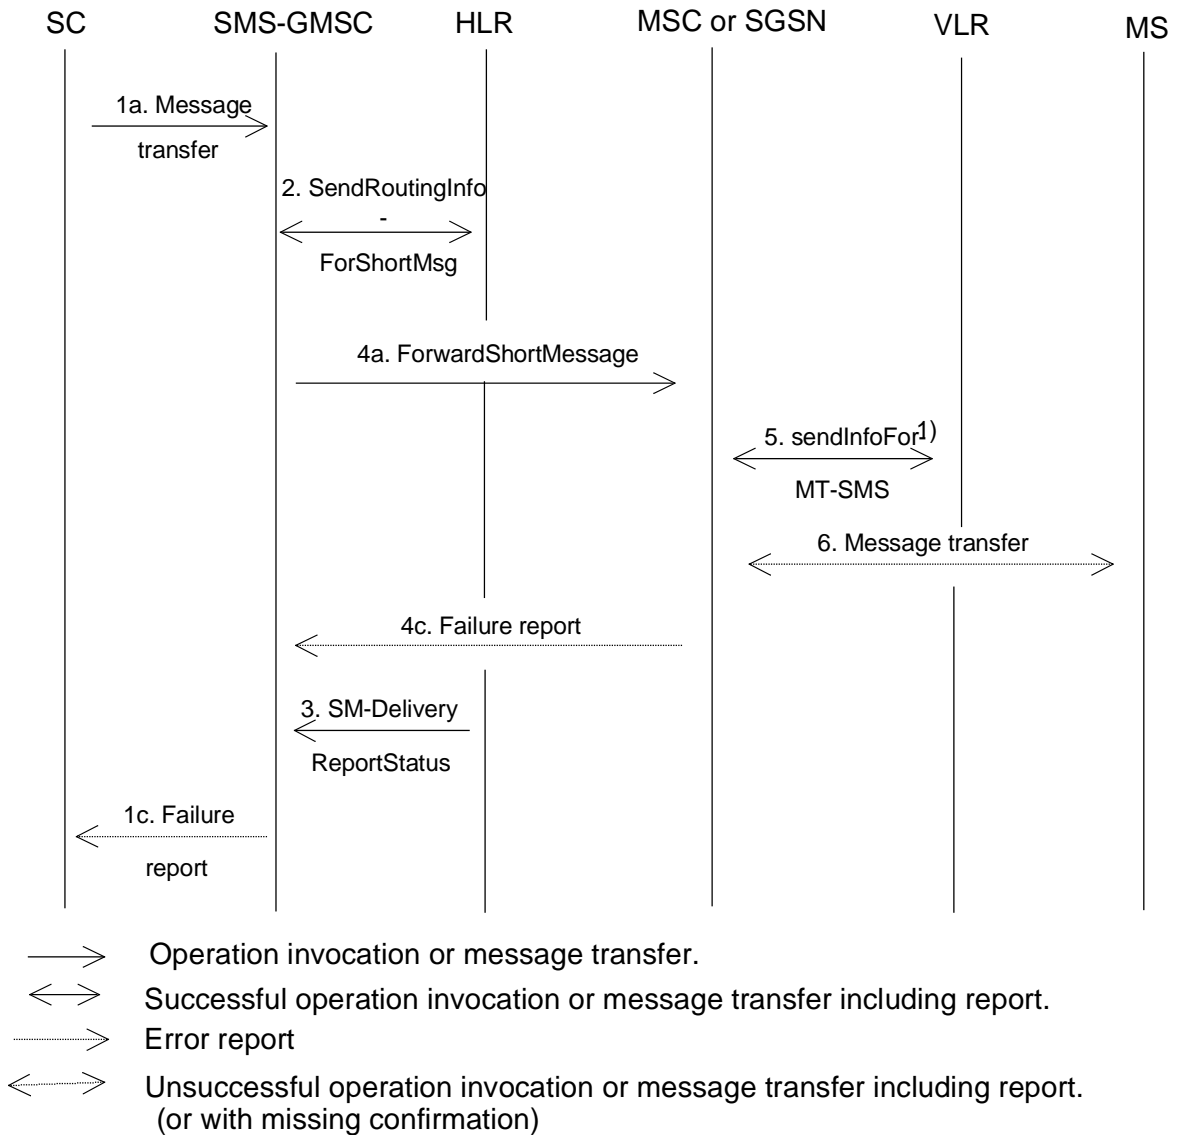 SC SMS-GMSC HLR MSC or SGSN VLR MS
1a. Message
transfer
2. SendRoutingInfo
-
ForShortMsg
4a. ForwardShortMessage
5. sendInfoFor- 1)
MT-SMS
6. Message transfer
4c. Failure report
3. SM-Delivery
ReportStatus
1c. Failure
report
Operation invocation or message transfer.
Successful operation invocation or message transfer including report.
Error report
Unsuccessful operation invocation or message transfer including report.
(or with missing confirmation)